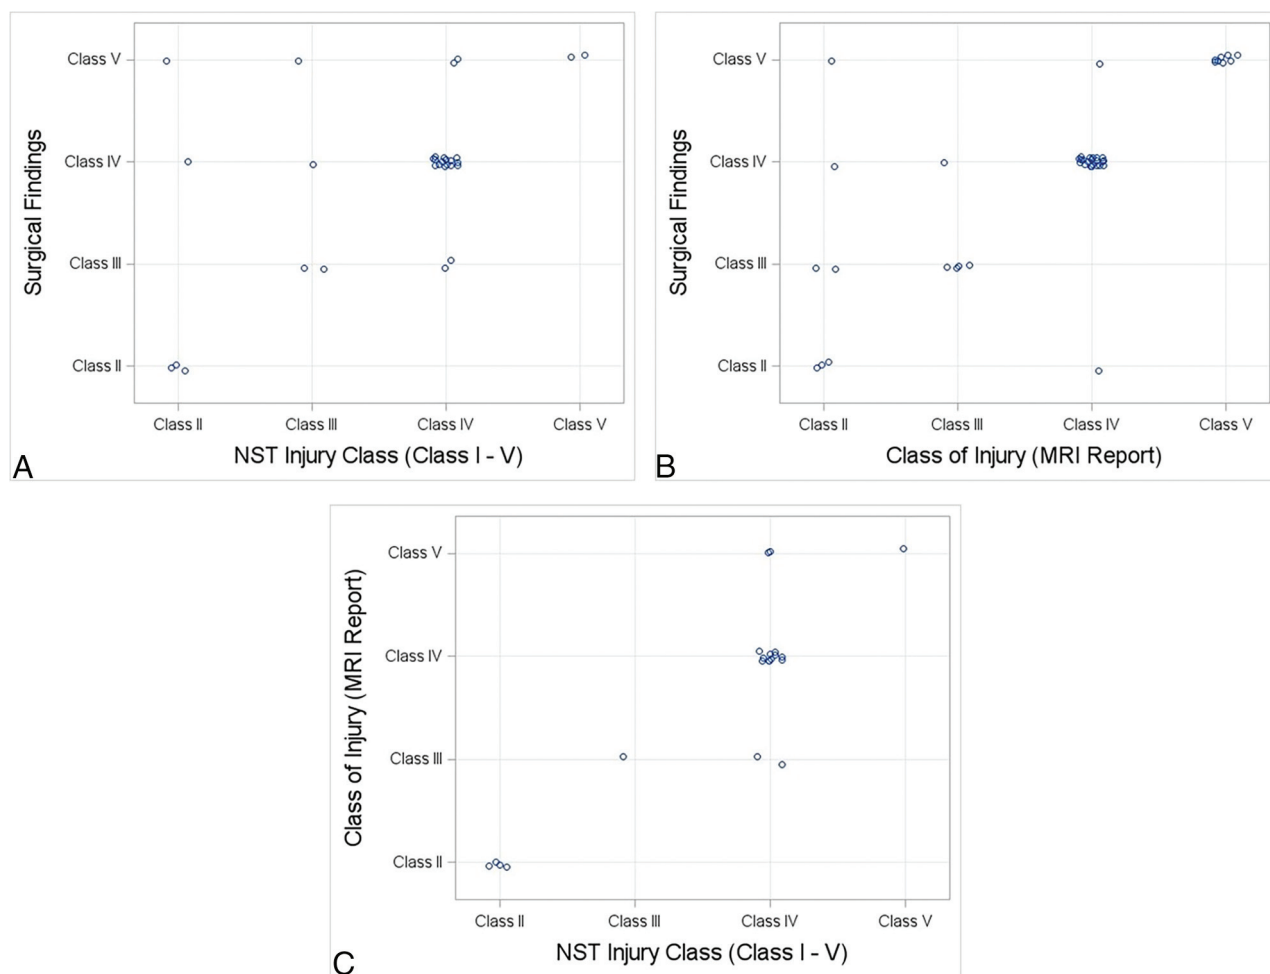 Class V
Class IV
Class III
Class II
Surgical Findings
Class II Class III Class IV Class V
NST Injury Class (Class I - V)
A
Class V
Class IV
Class III
Class II
Surgical Findings
Class II Class III Class IV Class V
Class of Injury (MRI Report)
B
Class V
Class IV
Class III
Class II
Class of Injury (MRI Report)
Class II Class III Class IV Class V
NST Injury Class (Class I - V)
C